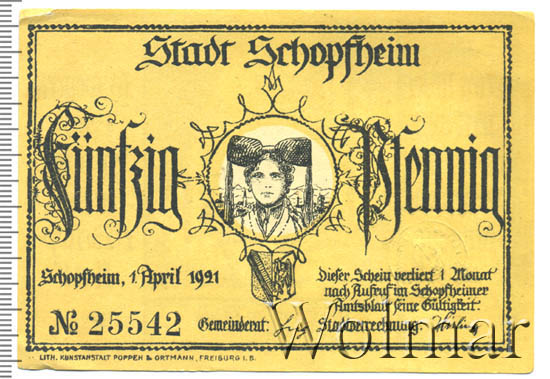 Stadt Schopfheim
Fünfzig Pfennig
Schopfheim, 1. April 1921
Dieser Schein verliert 1 Monat
nach Aufruf im Schopfheimer
Amtsblatt seine Gültigkeit.
№ 25542
Gemeinderat: Stadtverrechnung:
LITH. KUNSTANSTALT POPPEN & ORTMANN, FREIBURG I. B.
Wolmar